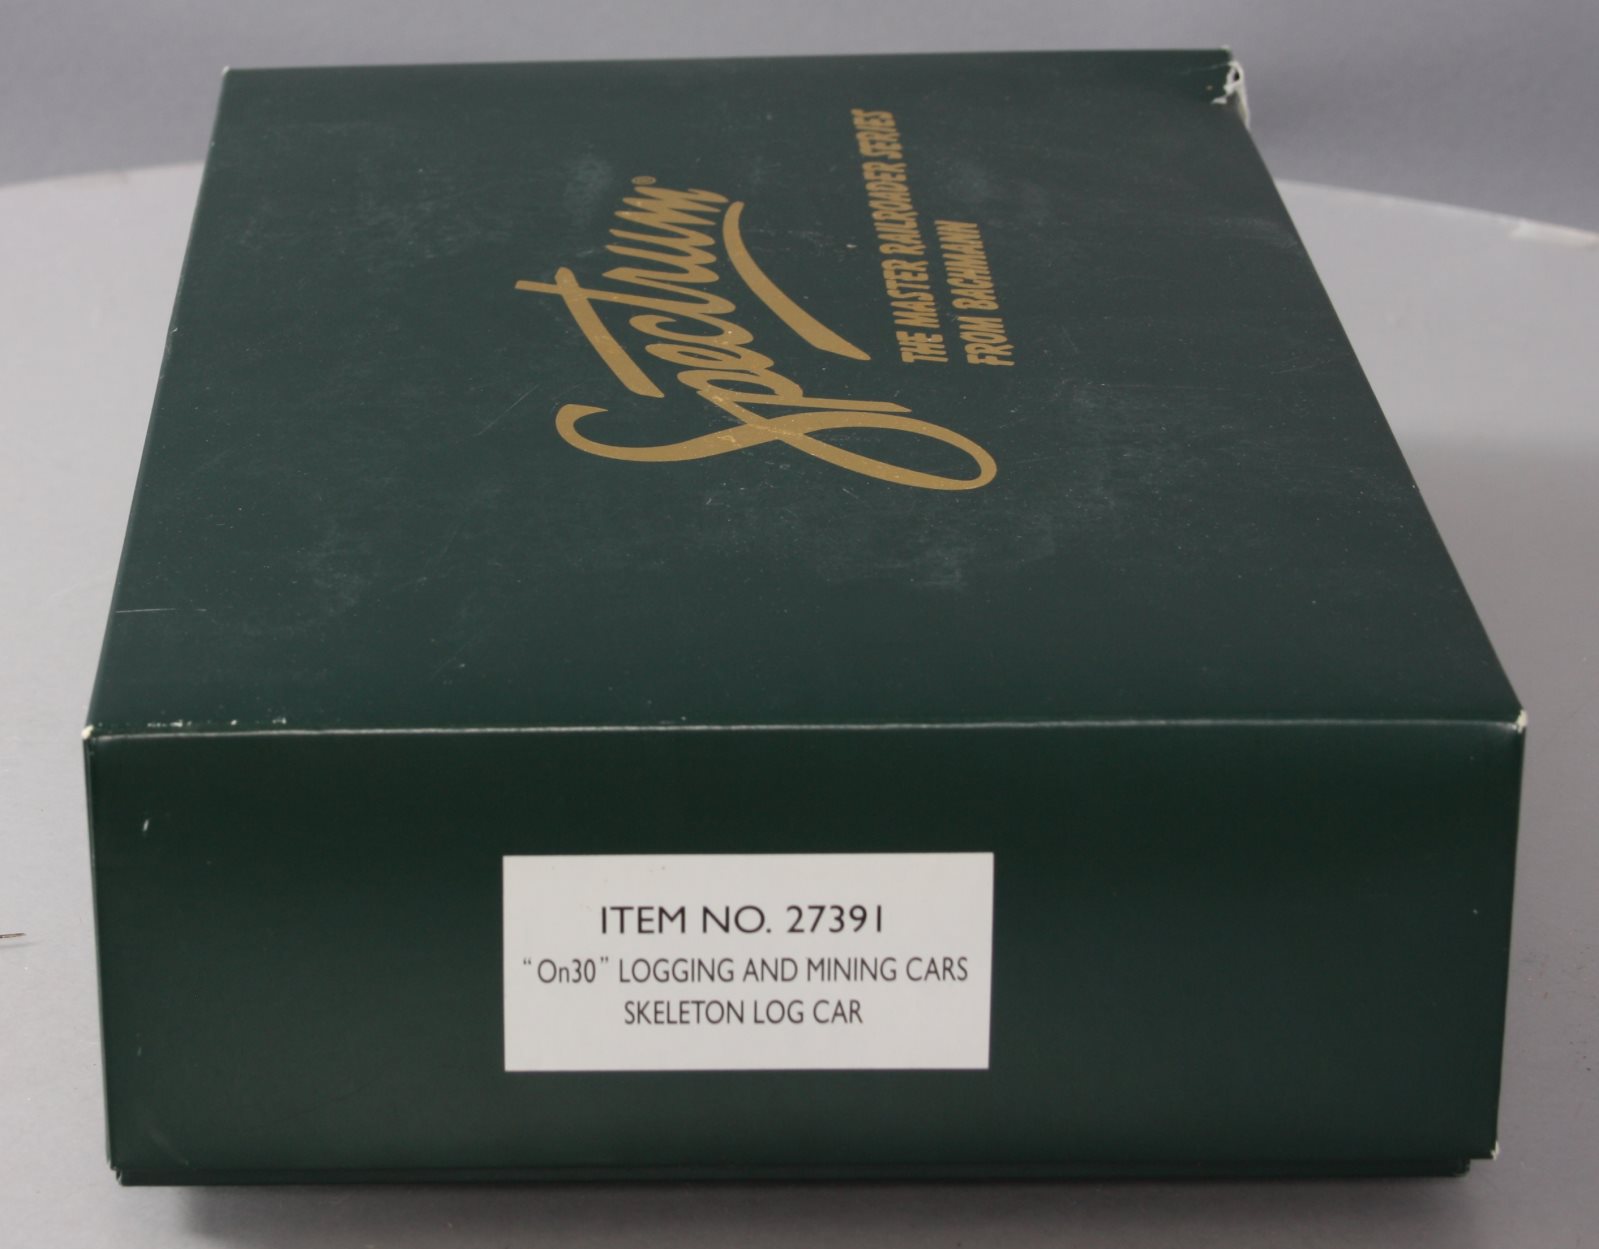 Spectrum®
THE MASTER RAILROADER SERIES
FROM BACHMANN
ITEM NO. 27391
“On30” LOGGING AND MINING CARS
SKELETON LOG CAR